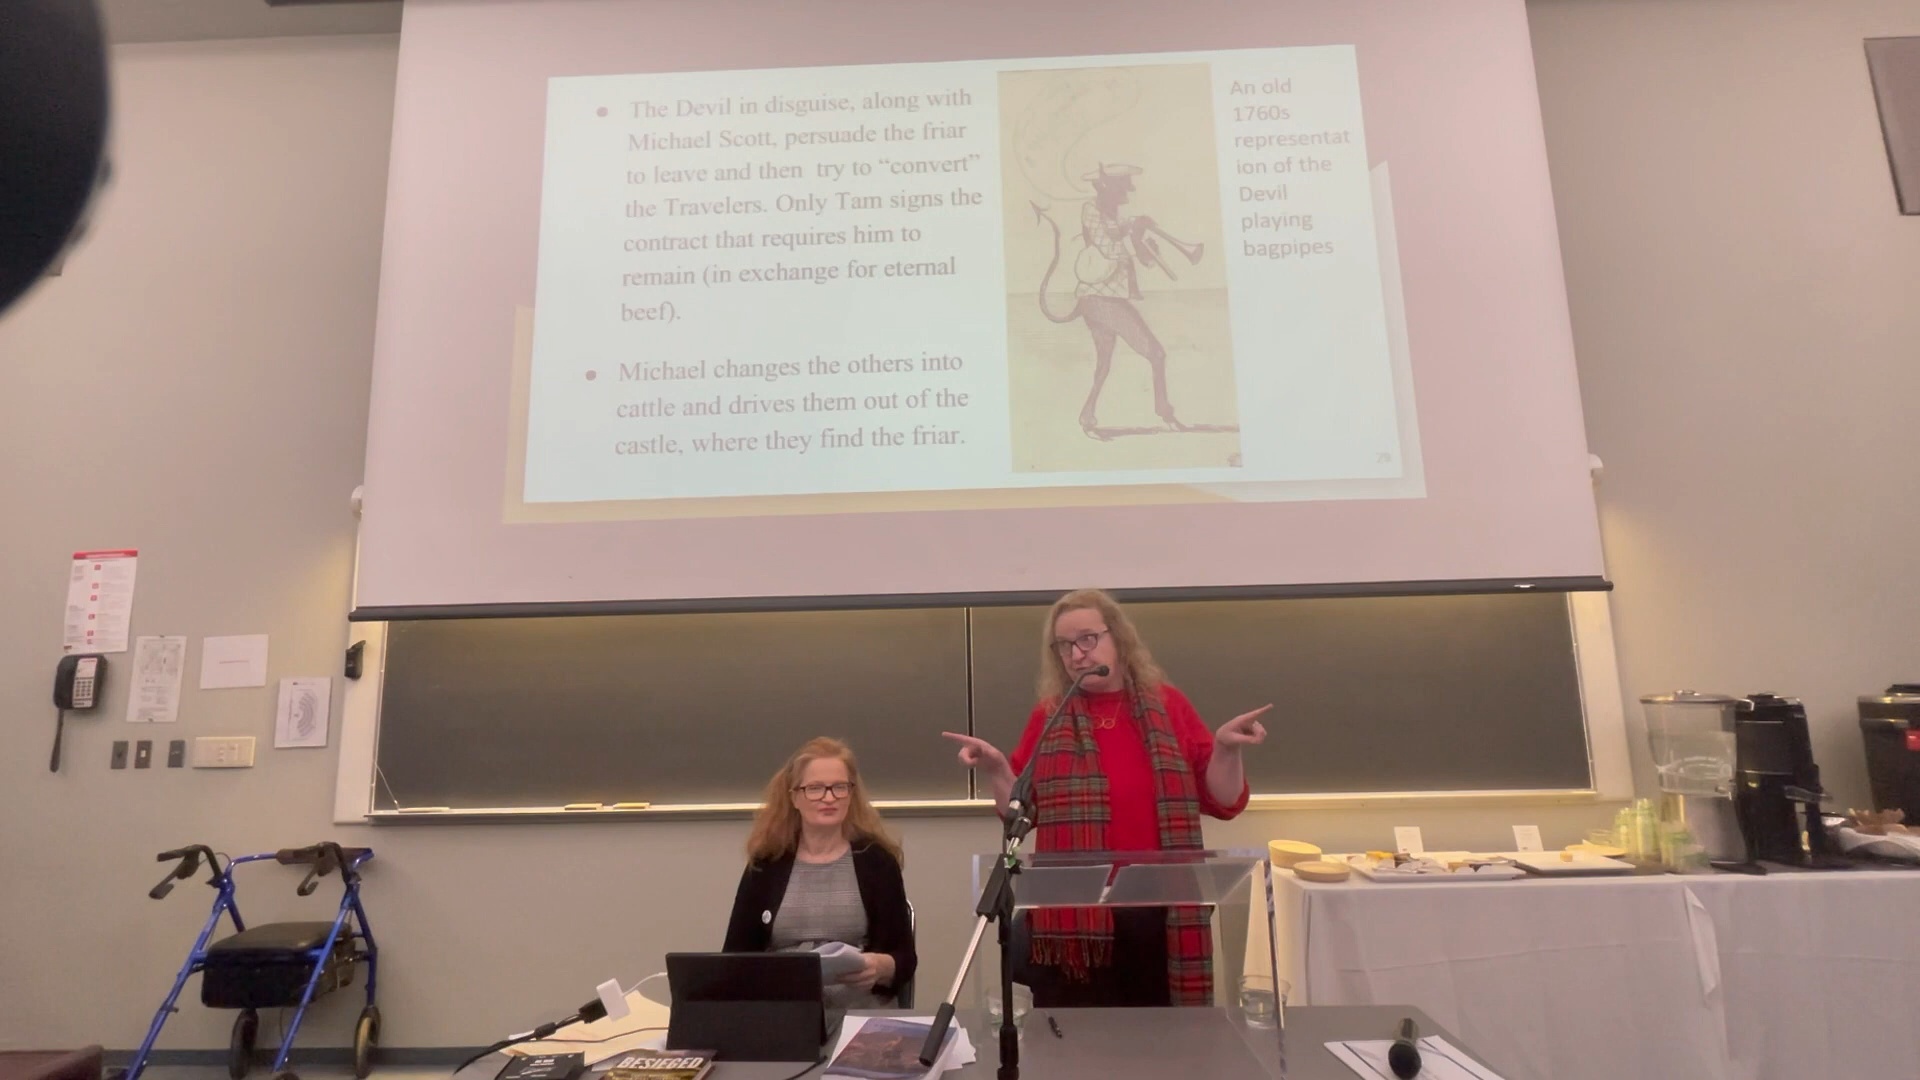 • The Devil in disguise, along with
Michael Scott, persuade the friar
to leave and then try to “convert”
the Travelers. Only Tam signs the
contract that requires him to
remain (in exchange for eternal
beef).
• Michael changes the others into
cattle and drives them out of the
castle, where they find the friar.
An old
1760s
representat
ion of the
Devil
playing
bagpipes
BESIEGED